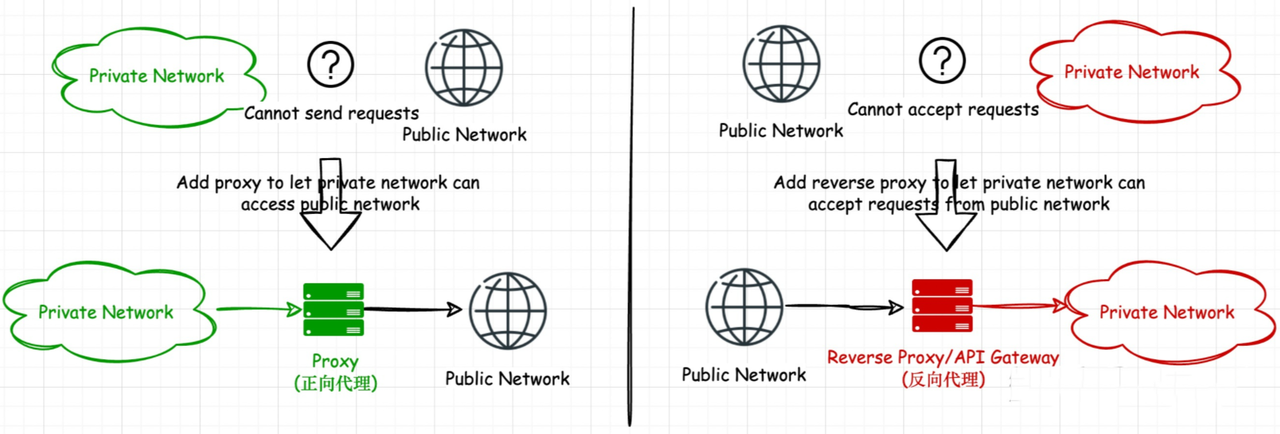 Private Network
?
Cannot send requests
Public Network
Add proxy to let private network can
access public network
Private Network
Proxy
(正向代理)
Public Network
Public Network
?
Cannot accept requests
Private Network
Add reverse proxy to let private network can
accept requests from public network
Public Network
Reverse Proxy/API Gateway
(反向代理)
Private Network